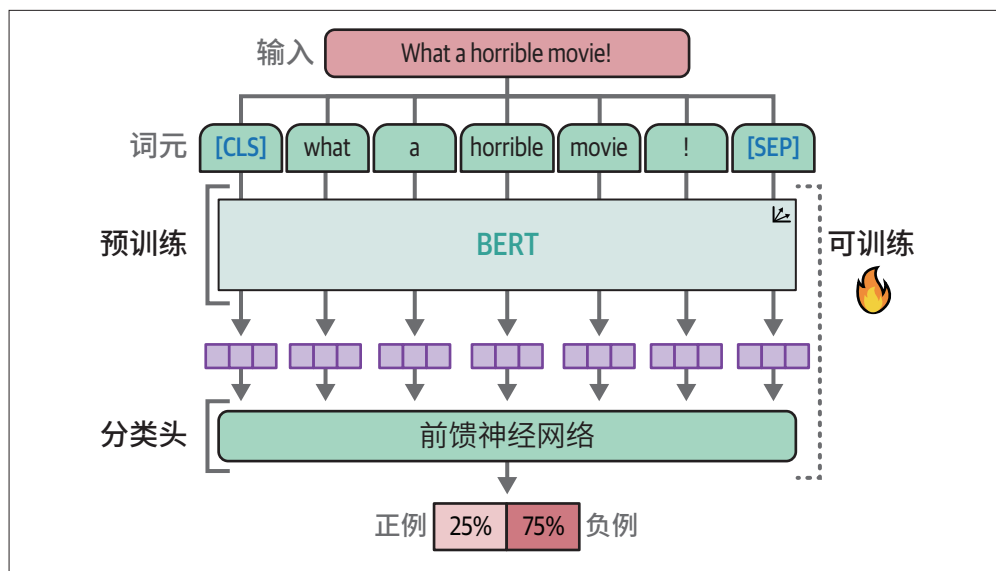 输入 What a horrible movie!
词元 [CLS] what a horrible movie ! [SEP]
预训练 BERT 可训练
分类头 前馈神经网络
正例 25% 75% 负例